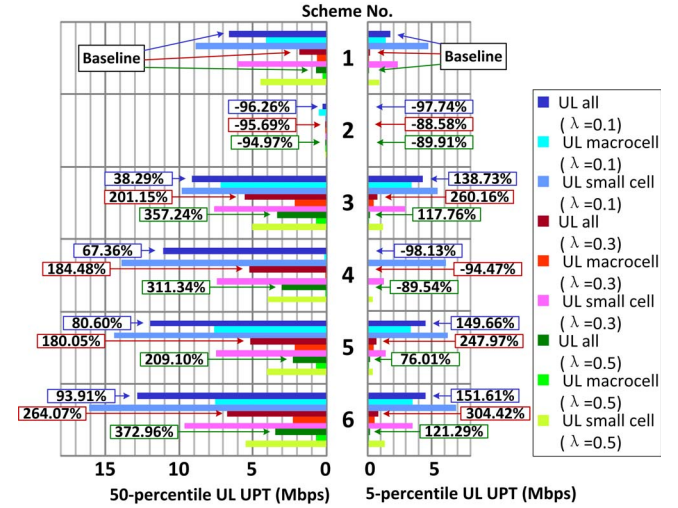 Scheme No.
Baseline
Baseline
1
-96.26%
-97.74%
-95.69%
2
-88.58%
-94.97%
-89.91%
38.29%
138.73%
201.15%
3
260.16%
357.24%
117.76%
67.36%
-98.13%
184.48%
4
-94.47%
311.34%
-89.54%
80.60%
149.66%
180.05%
5
247.97%
209.10%
76.01%
93.91%
151.61%
264.07%
6
304.42%
372.96%
121.29%
15 10 5 0
0 5
50-percentile UL UPT (Mbps)
5-percentile UL UPT (Mbps)
UL all
(λ=0.1)
UL macrocell
(λ=0.1)
UL small cell
(λ=0.1)
UL all
(λ=0.3)
UL macrocell
(λ=0.3)
UL small cell
(λ=0.3)
UL all
(λ=0.5)
UL macrocell
(λ=0.5)
UL small cell
(λ=0.5)